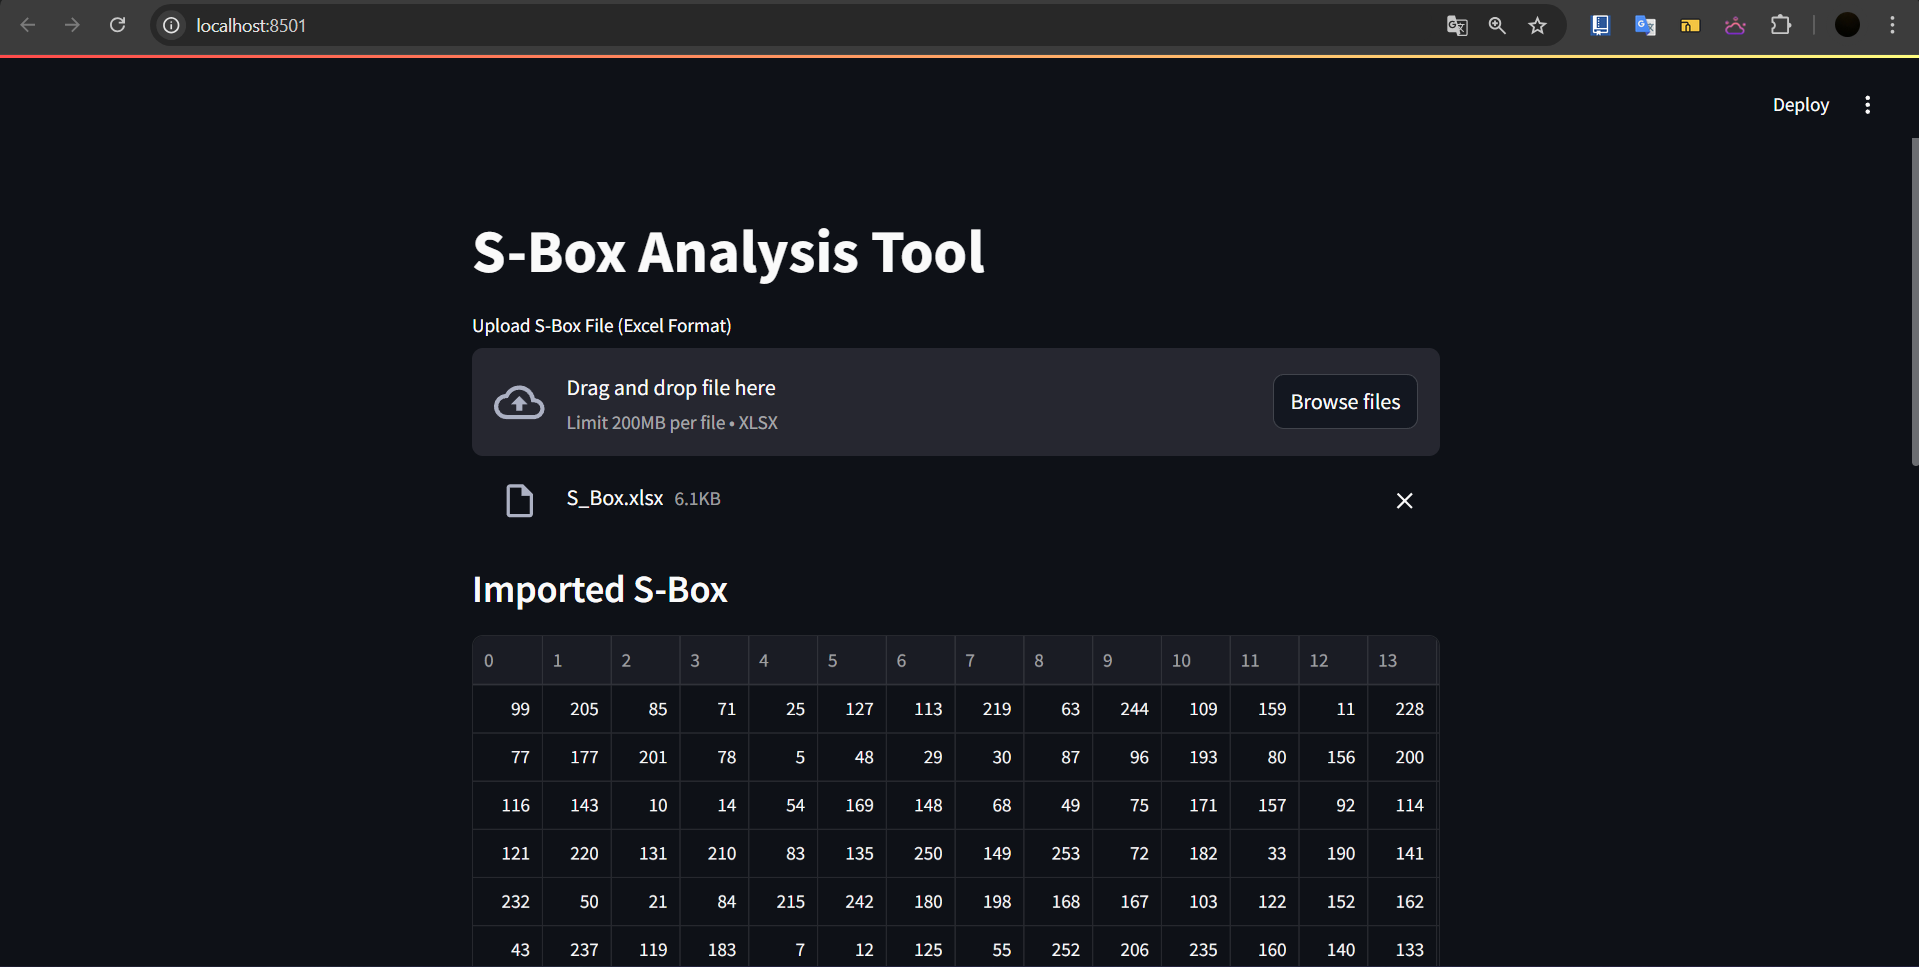 localhost:8501
Deploy
S-Box Analysis Tool
Upload S-Box File (Excel Format)
Drag and drop file here
Limit 200MB per file • XLSX
Browse files
S_Box.xlsx 6.1KB
Imported S-Box
0 1 2 3 4 5 6 7 8 9 10 11 12 13
99 205 85 71 25 127 113 219 63 244 109 159 11 228
77 177 201 78 5 48 29 30 87 96 193 80 156 200
116 143 10 14 54 169 148 68 49 75 171 157 92 114
121 220 131 210 83 135 250 149 253 72 182 33 190 141
232 50 21 84 215 242 180 198 168 167 103 122 152 162
43 237 119 183 7 12 125 55 252 206 235 160 140 133